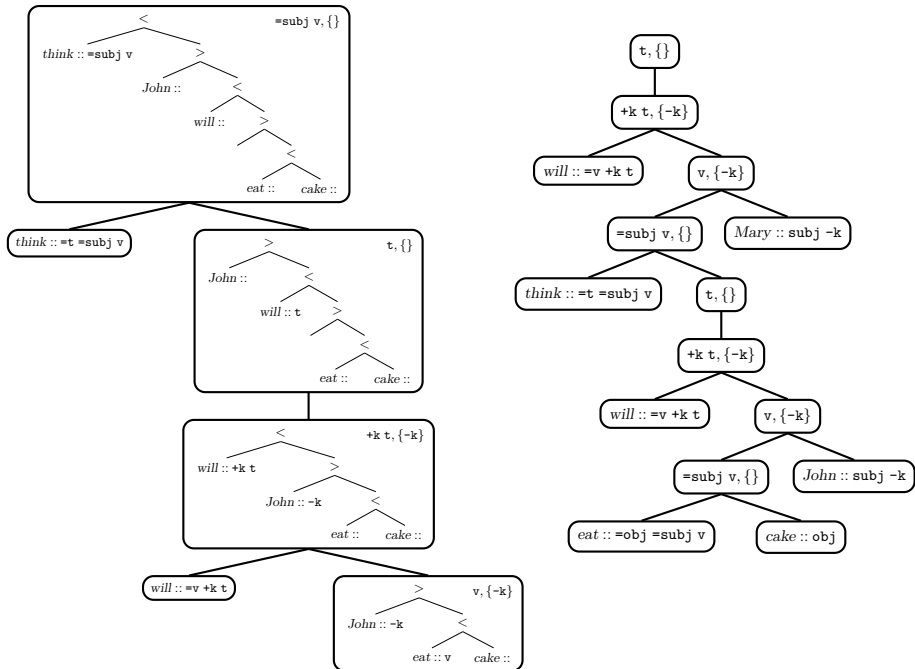 < =subj v, {}
think :: =subj v >
John :: <
will :: >
<
eat :: cake ::
think :: =t =subj v
> t, {}
John :: <
will :: t >
<
eat :: cake ::
< +k t, {-k}
will :: +k t >
John :: -k <
eat :: cake ::
will :: =v +k t
> v, {-k}
John :: -k <
eat :: v cake ::
t, {}
+k t, {-k}
will :: =v +k t v, {-k}
=subj v, {} Mary :: subj -k
think :: =t =subj v t, {}
+k t, {-k}
will :: =v +k t v, {-k}
=subj v, {} John :: subj -k
eat :: =obj =subj v cake :: obj